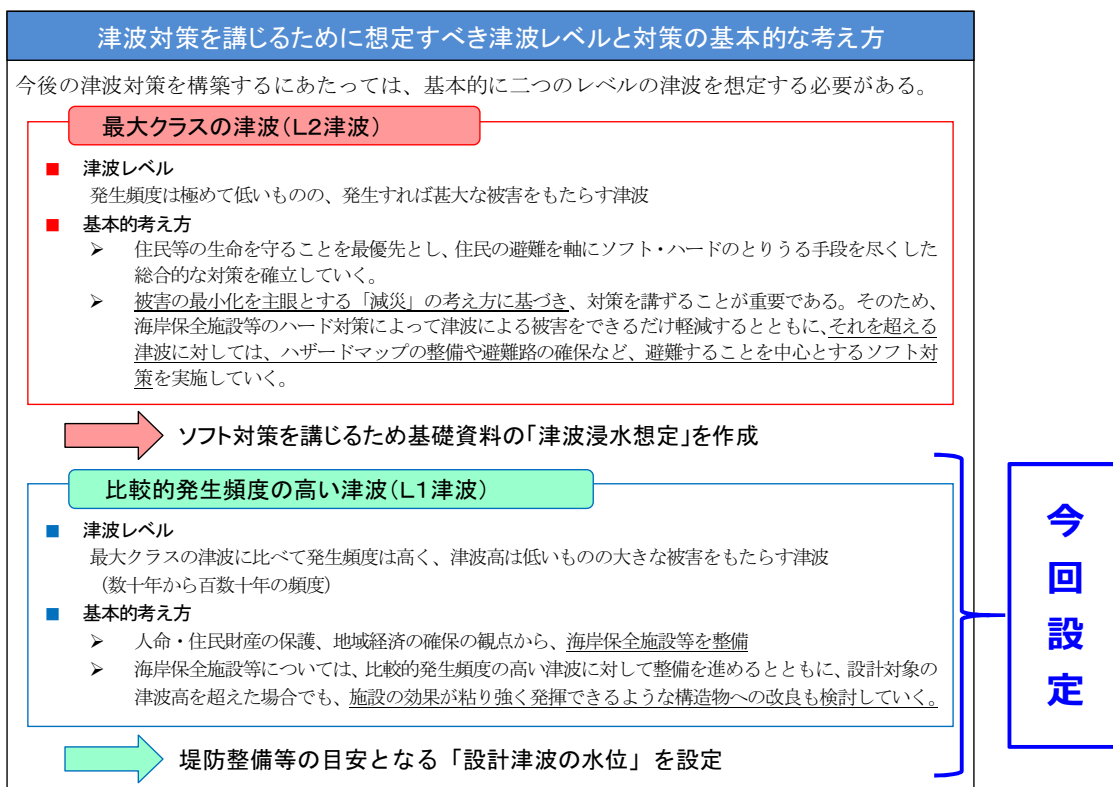 津波対策を講じるために想定すべき津波レベルと対策の基本的な考え方
今後の津波対策を構築するにあたっては、基本的に二つのレベルの津波を想定する必要がある。
最大クラスの津波(L2津波)
■ 津波レベル
発生頻度は極めて低いものの、発生すれば甚大な被害をもたらす津波
■ 基本的考え方
➢ 住民等の生命を守ることを最優先とし、住民の避難を軸にソフト・ハードのとりうる手段を尽くした
総合的な対策を確立していく。
➢ 被害の最小化を主眼とする「減災」の考え方に基づき、対策を講ずることが重要である。そのため、
海岸保全施設等のハード対策によって津波による被害をできるだけ軽減するとともに、それを超える
津波に対しては、ハザードマップの整備や避難路の確保など、避難することを中心とするソフト対
策を実施していく。
ソフト対策を講じるため基礎資料の「津波浸水想定」を作成
比較的発生頻度の高い津波(L1津波)
■ 津波レベル
最大クラスの津波に比べて発生頻度は高く、津波高は低いものの大きな被害をもたらす津波
(数十年から百数十年の頻度)
■ 基本的考え方
➢ 人命・住民財産の保護、地域経済の確保の観点から、海岸保全施設等を整備
➢ 海岸保全施設等については、比較的発生頻度の高い津波に対して整備を進めるとともに、設計対象の
津波高を超えた場合でも、施設の効果が粘り強く発揮できるような構造物への改良も検討していく。
堤防整備等の目安となる「設計津波の水位」を設定
今回設定